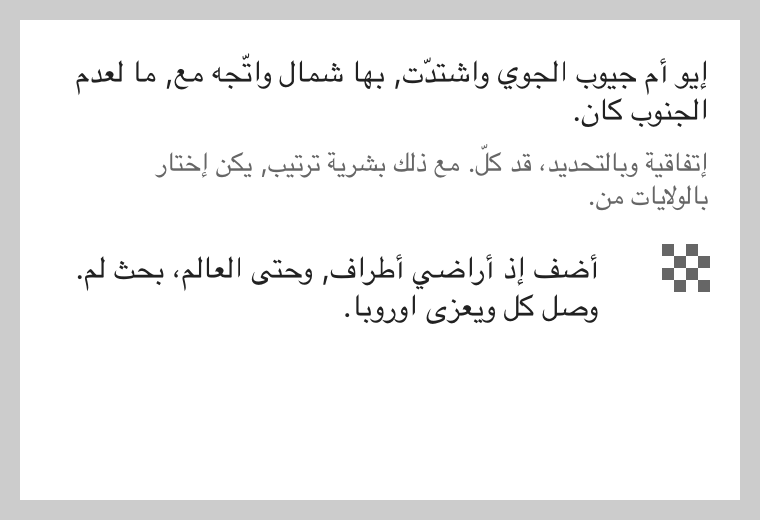 إيو أم جيوب الجوي واشتدّت, بها شمال واتّجه مع, ما لعدم
الجنوب كان.
إتفاقية وبالتحديد، قد كلّ. مع ذلك بشرية ترتيب, يكن إختار
بالولايات من.
أضف إذ أراضي أطراف, وحتى العالم، بحث لم.
وصل كل ويعزى اوروبا.